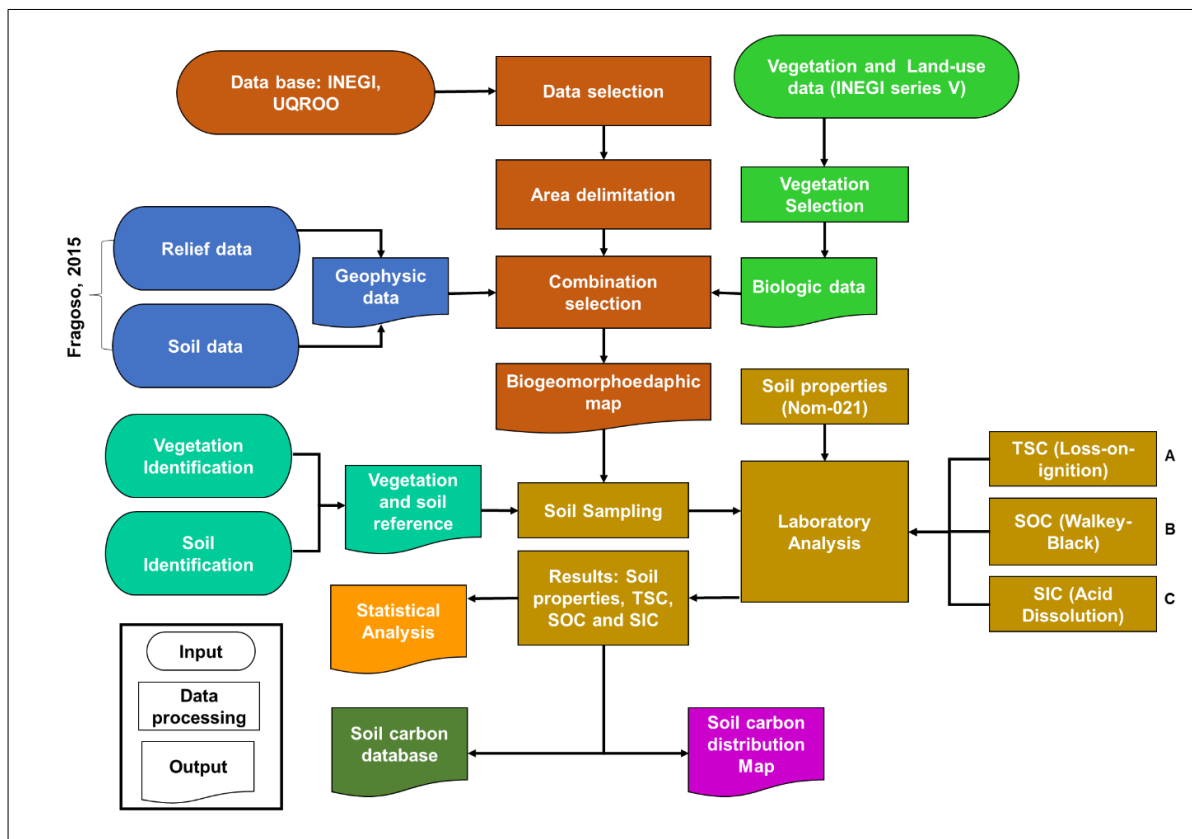 Data base: INEGI,
UQROO
Data selection
Vegetation and Land-use
data (INEGI series V)
Area delimitation
Vegetation
Selection
Fragoso, 2015
Relief data
Geophysic
data
Combination
selection
Biologic data
Soil data
Biogeomorphoedaphic
map
Soil properties
(Nom-021)
Vegetation
Identification
Vegetation
and soil
reference
Soil Sampling
Laboratory
Analysis
TSC (Loss-on-
ignition)
A
SOC (Walkey-
Black)
B
SIC (Acid
Dissolution)
C
Soil
Identification
Results: Soil
properties, TSC,
SOC and SIC
Statistical
Analysis
Input
Data
processing
Output
Soil carbon
database
Soil carbon
distribution
Map